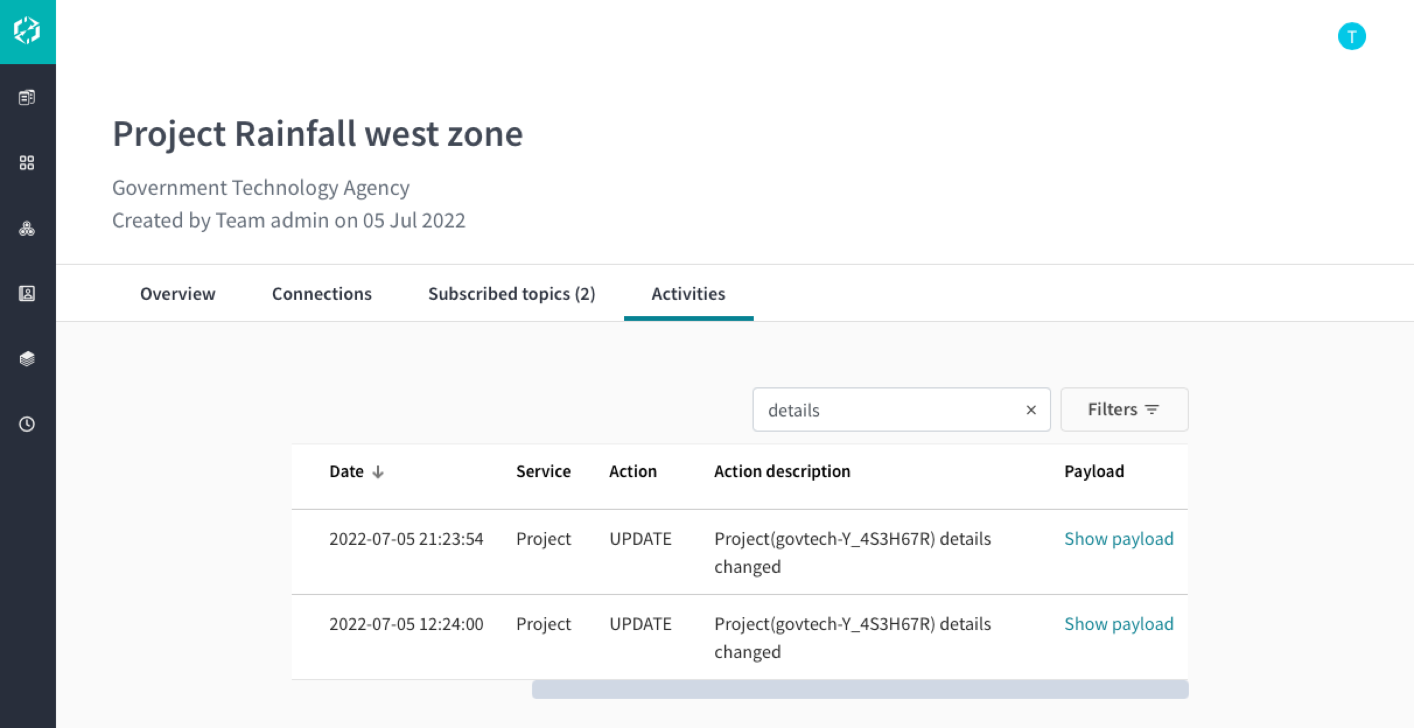 T
Project Rainfall west zone
Government Technology Agency
Created by Team admin on 05 Jul 2022
Overview Connections Subscribed topics (2) Activities
details × Filters
Date ↓ Service Action Action description Payload
2022-07-05 21:23:54 Project UPDATE Project(govtech-Y_4S3H67R) details Show payload
changed
2022-07-05 12:24:00 Project UPDATE Project(govtech-Y_4S3H67R) details Show payload
changed